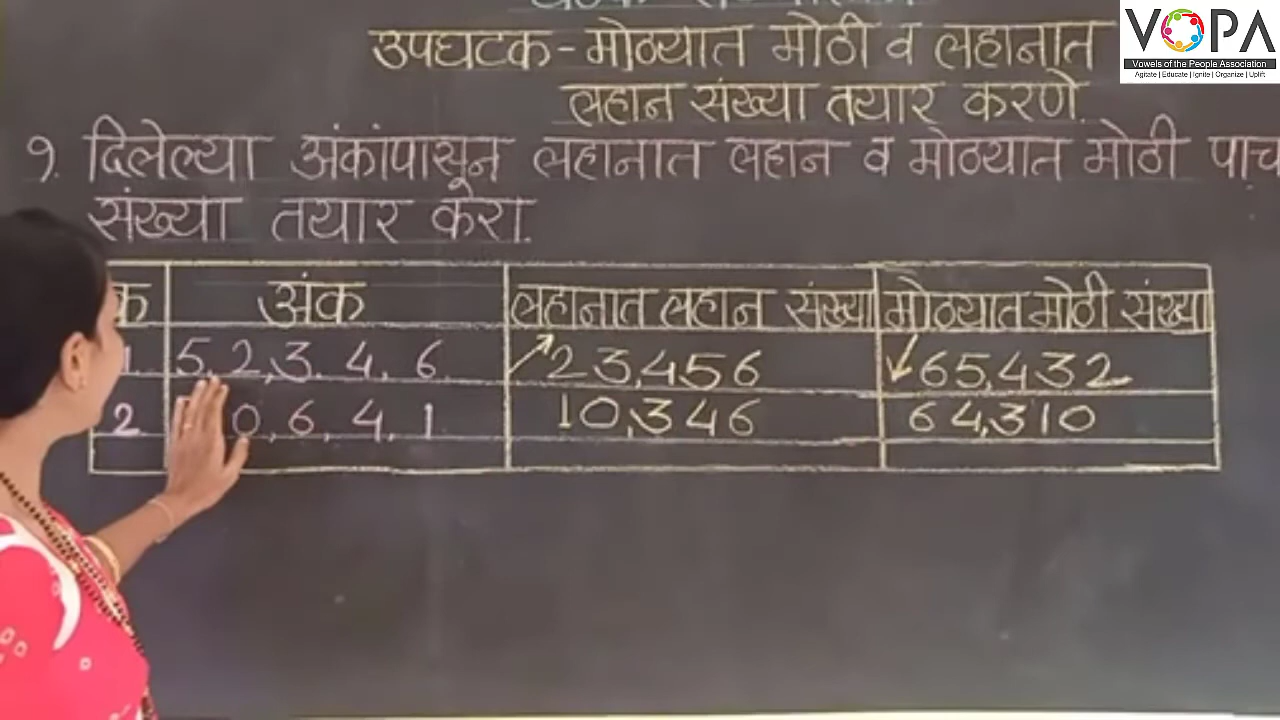 उपघटक - मोठ्यात मोठी व लहानात
लहान संख्या तयार करणे.
१. दिलेल्या अंकांपासून लहानात लहान व मोठ्यात मोठी पाच
संख्या तयार करा.
क अंक लहानात लहान संख्या मोठ्यात मोठी संख्या
1. 5, 2, 3, 4, 6 23,456 65,432
2 0, 6, 4, 1 10,346 64,310
VOPA
Vowels of the People Association
Agitate | Educate | Ignite | Organize | Uplift